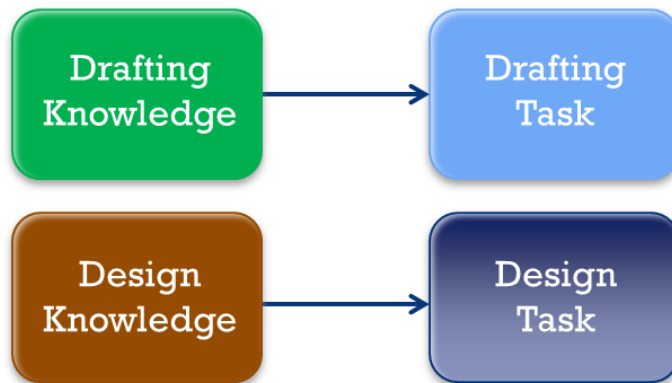 Drafting
Knowledge
Drafting
Task
Design
Knowledge
Design
Task